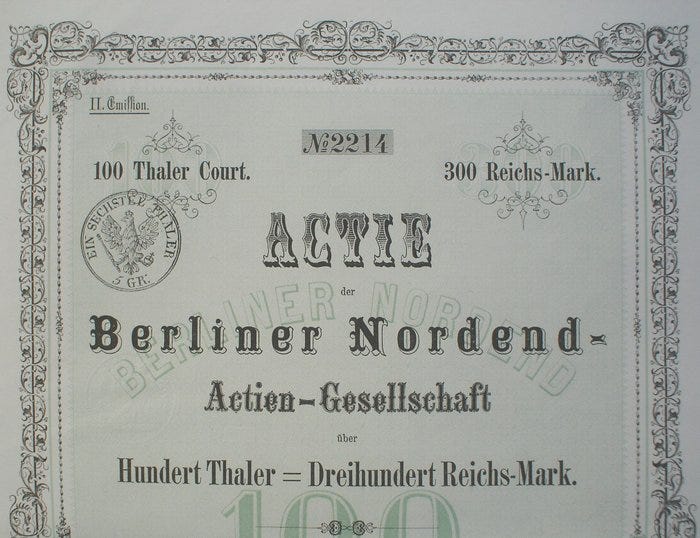 II. Emission.
№2214
100 Thaler Court.
300 Reichs-Mark.
EIN SECHSTEL THALER
5 GR.
ACTIE
der
BERLINER NORDEND
Berliner Nordend-
Actien-Gesellschaft
über
Hundert Thaler = Dreihundert Reichs-Mark.
100